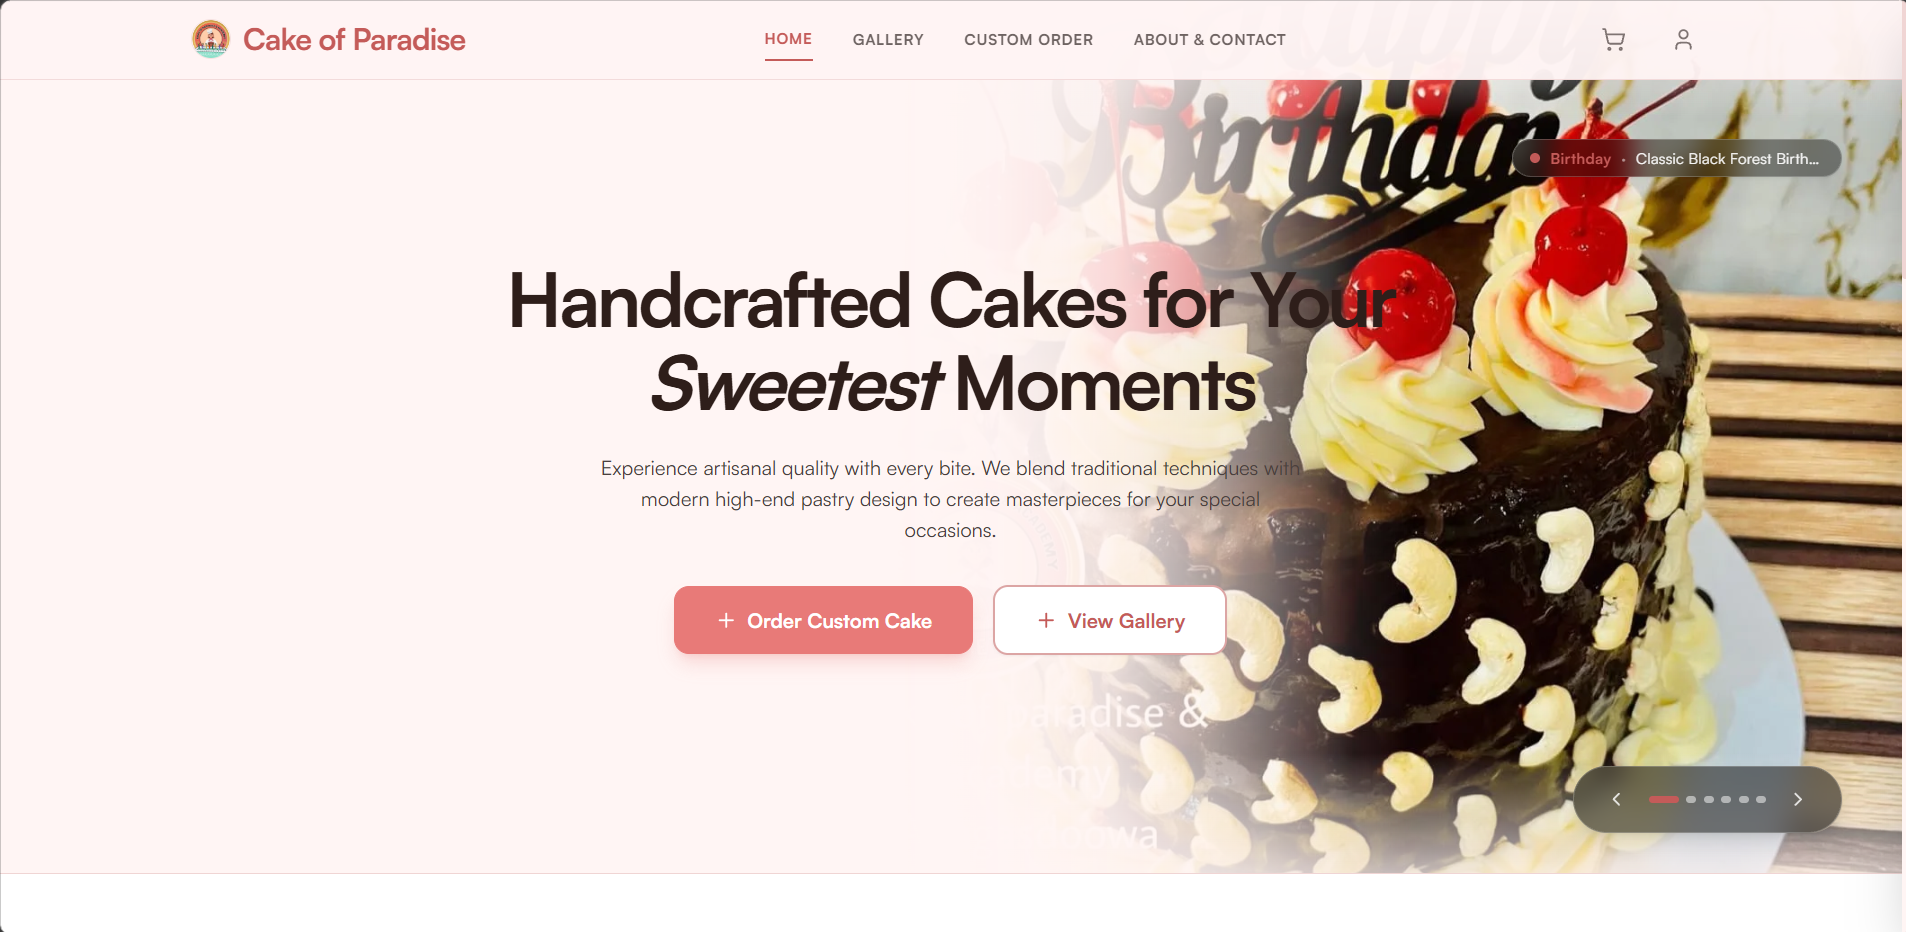 Cake of Paradise
HOME
GALLERY
CUSTOM ORDER
ABOUT & CONTACT
Birthday
Birthday · Classic Black Forest Birth...
Handcrafted Cakes for Your
Sweetest Moments
Experience artisanal quality with every bite. We blend traditional techniques with
modern high-end pastry design to create masterpieces for your special
occasions.
+ Order Custom Cake
+ View Gallery
&